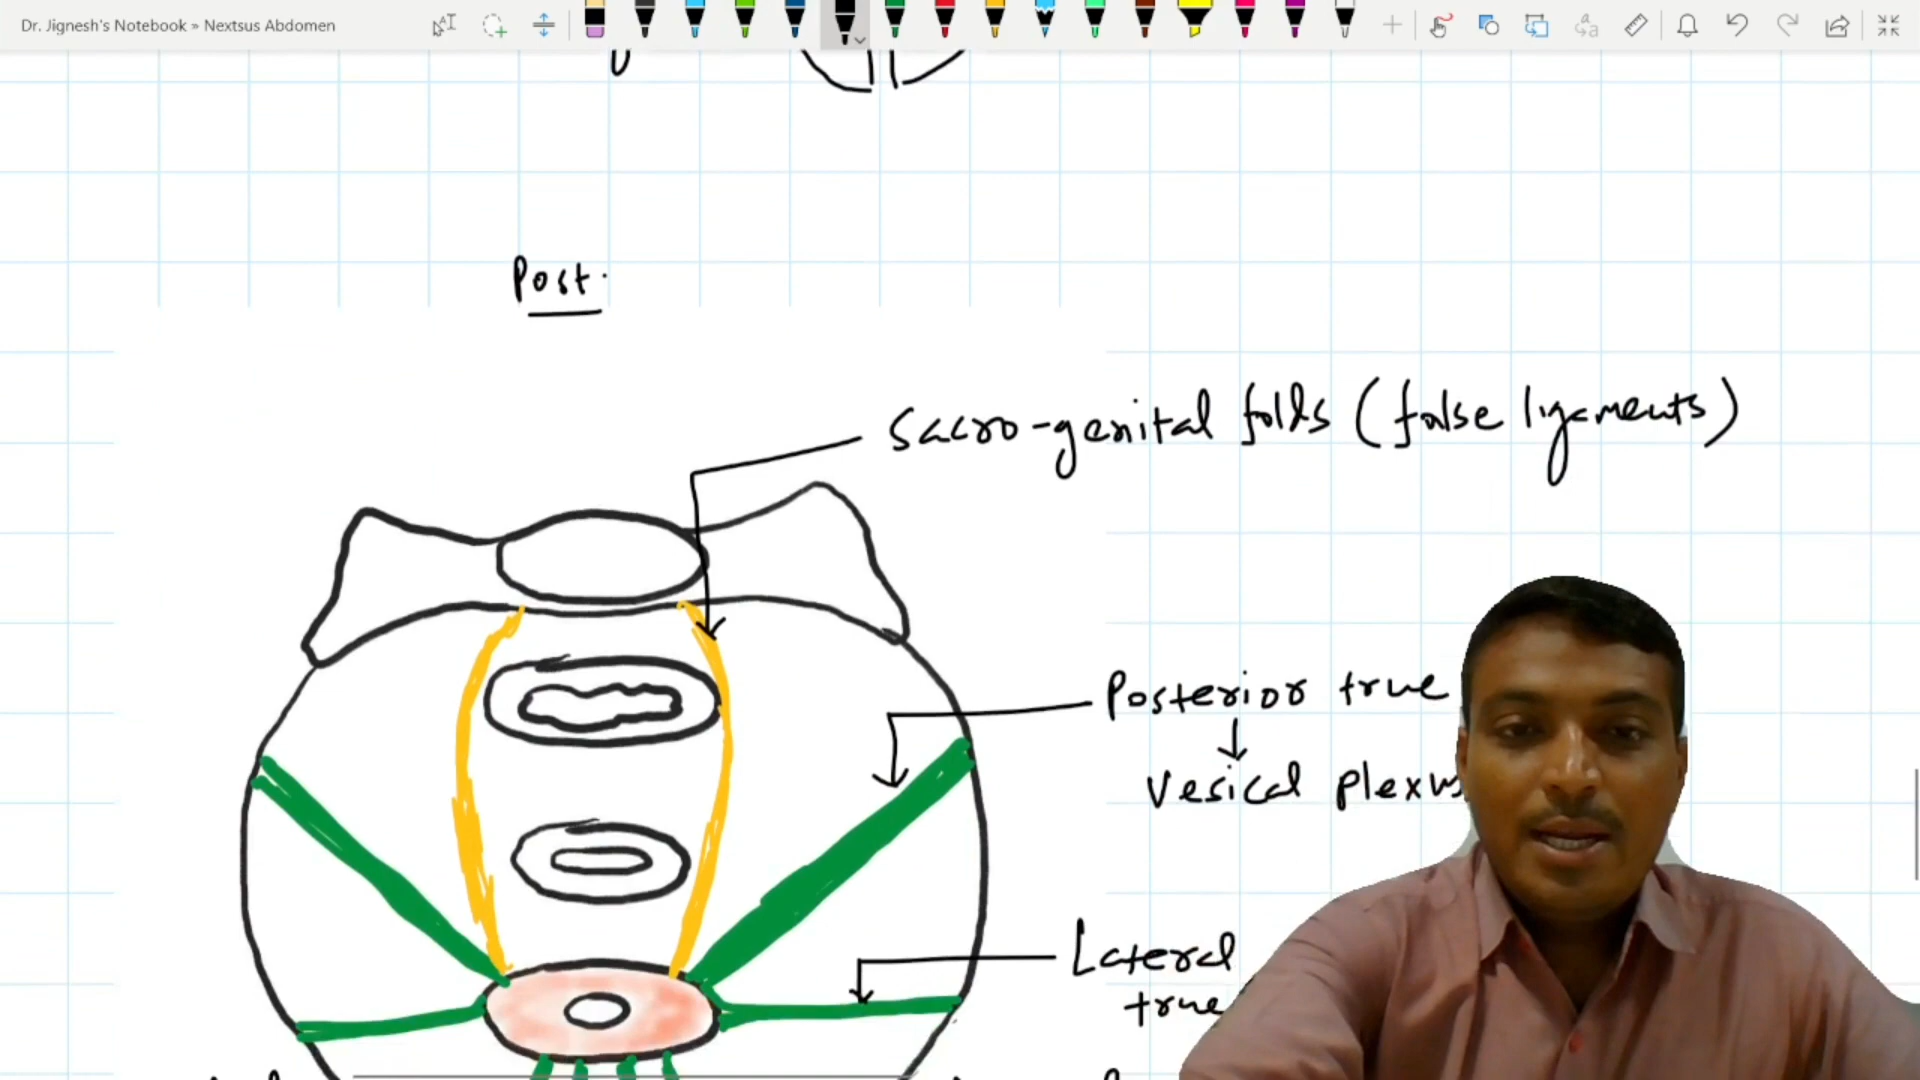 Dr. Jignesh's Notebook » Nextsus Abdomen
Post.
Sacro-genital folds (false ligaments)
Posterior true
↓
Vesical plexus
Lateral
true